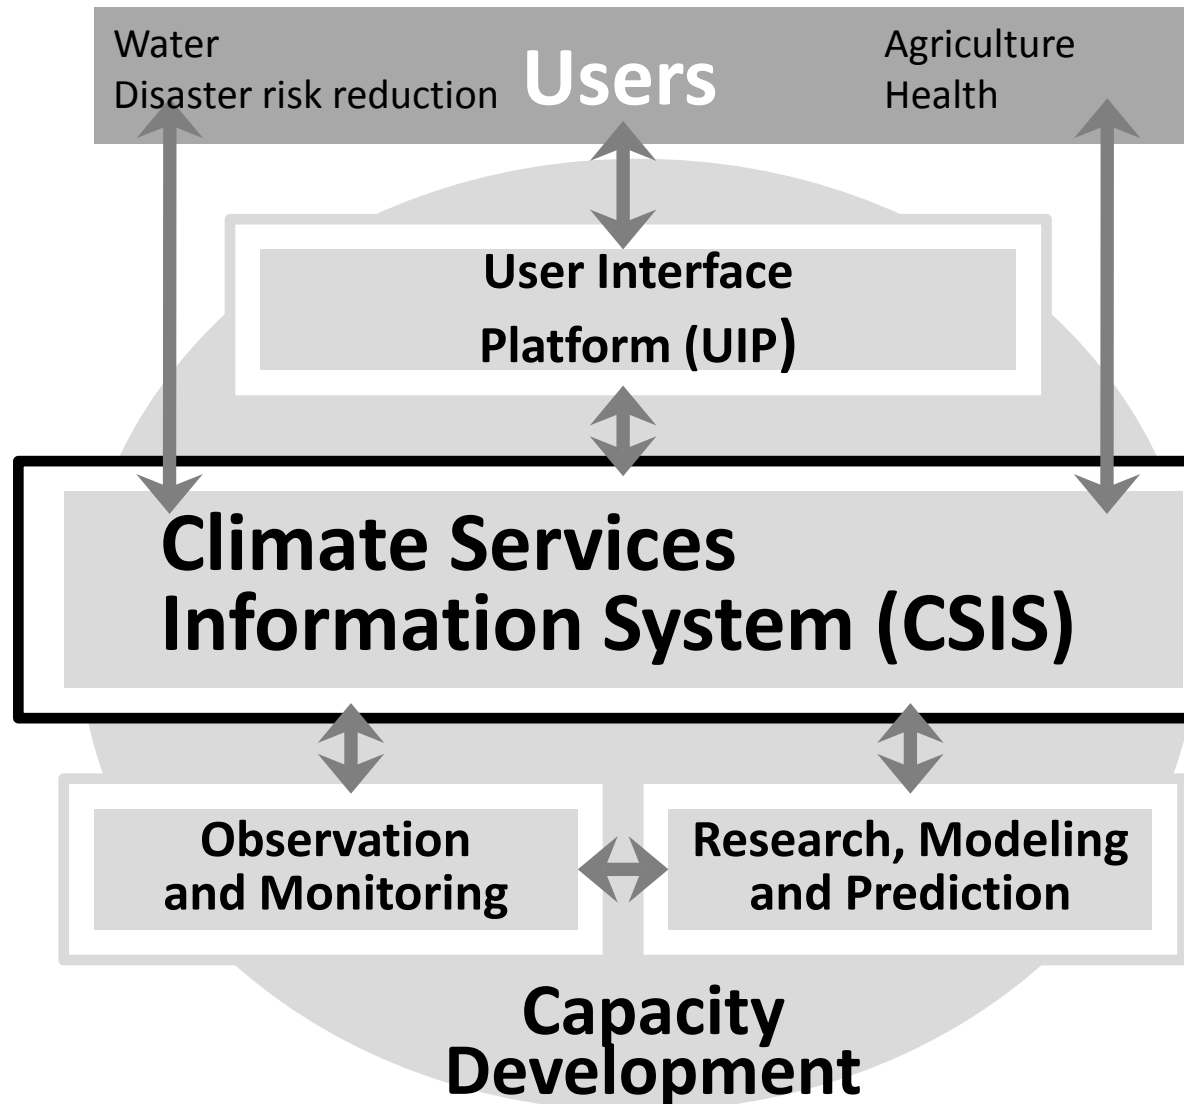 Water
Disaster risk reduction
Users
Agriculture
Health
User Interface
Platform (UIP)
Climate Services
Information System (CSIS)
Observation
and Monitoring
Research, Modeling
and Prediction
Capacity
Development